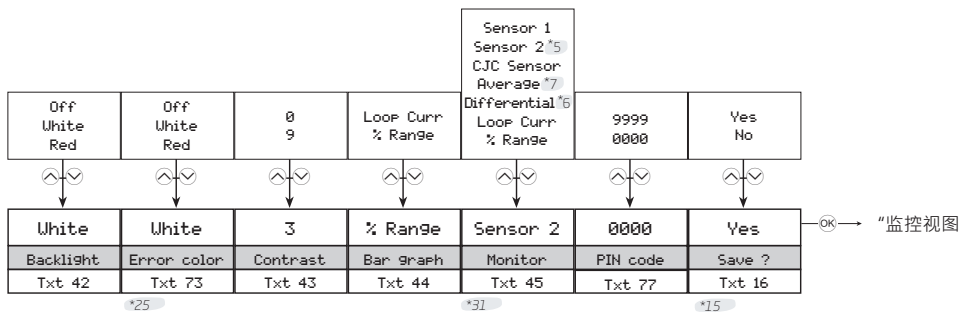 Off
White
Red
Off
White
Red
0
9
Loop Curr
% Range
Sensor 1
Sensor 2 *5
CJC Sensor
Average *7
Differential *6
Loop Curr
% Range
9999
0000
Yes
No
White
White
3
% Range
Sensor 2
0000
Yes
OK
"监控视图
Backlight
Error color
Contrast
Bar graph
Monitor
PIN code
Save ?
Txt 42
Txt 73
Txt 43
Txt 44
Txt 45
Txt 77
Txt 16
*25
*31
*15